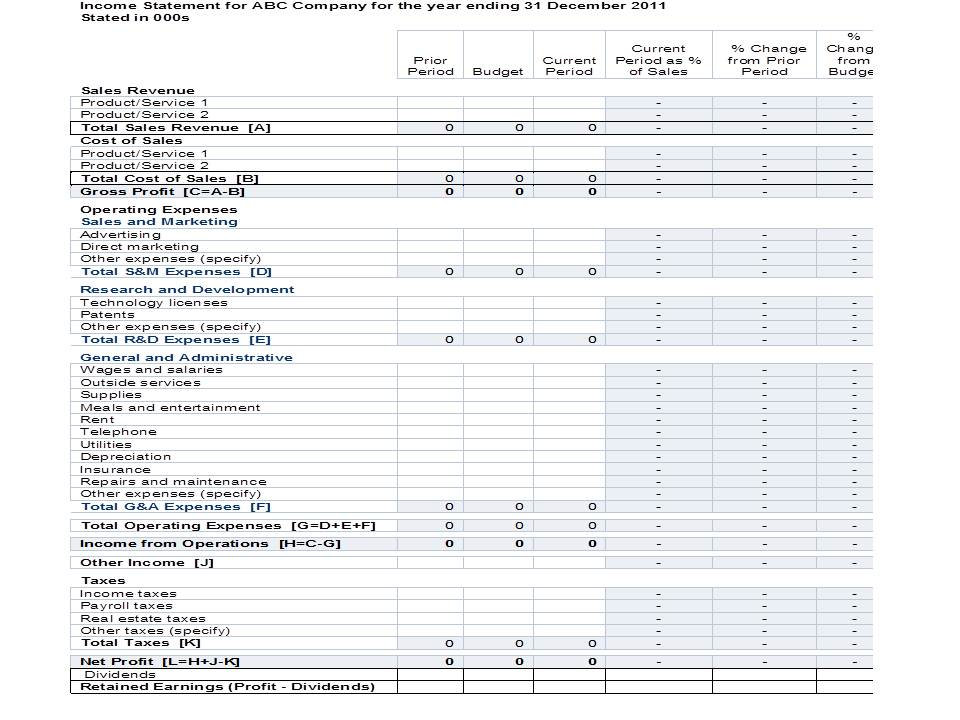 Income Statement for ABC Company for the year ending 31 December 2011
Stated in 000s
Prior Period Budget Current Period Current Period as % of Sales % Change from Prior Period % Chang from Budge
Sales Revenue
Product/Service 1 - - -
Product/Service 2 - - -
Total Sales Revenue [A] 0 0 0 - - -
Cost of Sales
Product/Service 1 - - -
Product/Service 2 - - -
Total Cost of Sales [B] 0 0 0 - - -
Gross Profit [C=A-B] 0 0 0 - - -
Operating Expenses
Sales and Marketing
Advertising - - -
Direct marketing - - -
Other expenses (specify) - - -
Total S&M Expenses [D] 0 0 0 - - -
Research and Development
Technology licenses - - -
Patents - - -
Other expenses (specify) - - -
Total R&D Expenses [E] 0 0 0 - - -
General and Administrative
Wages and salaries - - -
Outside services - - -
Supplies - - -
Meals and entertainment - - -
Rent - - -
Telephone - - -
Utilities - - -
Depreciation - - -
Insurance - - -
Repairs and maintenance - - -
Other expenses (specify) - - -
Total G&A Expenses [F] 0 0 0 - - -
Total Operating Expenses [G=D+E+F] 0 0 0 - - -
Income from Operations [H=C-G] 0 0 0 - - -
Other Income [J] - - -
Taxes
Income taxes - - -
Payroll taxes - - -
Real estate taxes - - -
Other taxes (specify) - - -
Total Taxes [K] 0 0 0 - - -
Net Profit [L=H+J-K] 0 0 0 - - -
Dividends
Retained Earnings (Profit - Dividends)